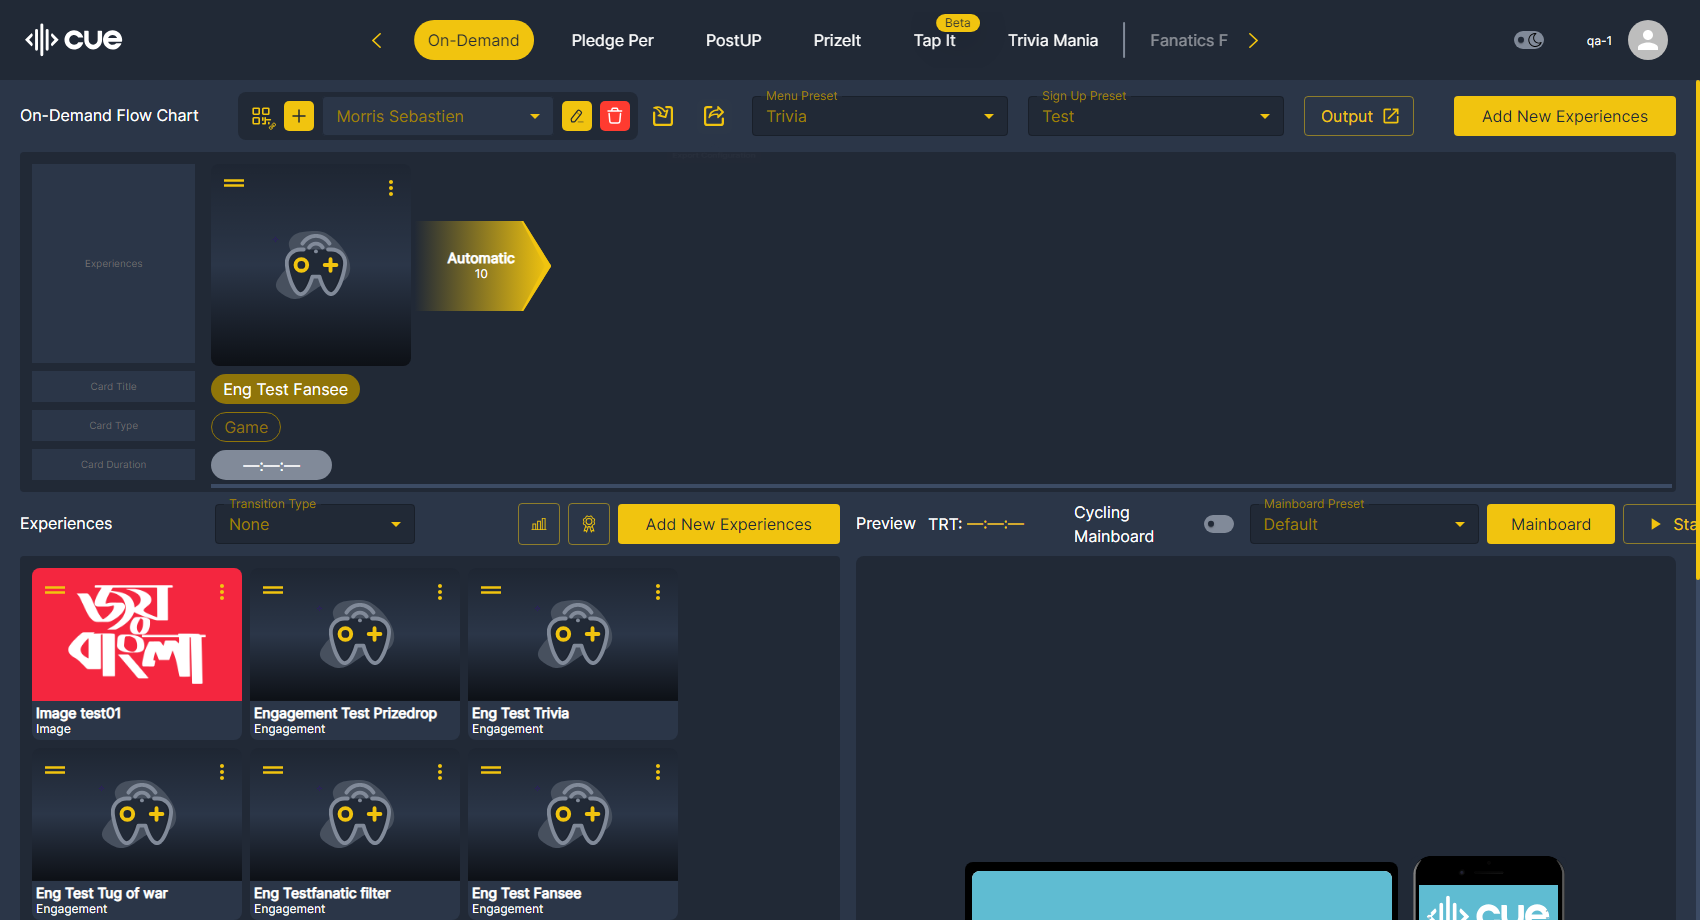 cue
On-Demand
Pledge Per
PostUP
PrizeIt
Beta
Tap It
Trivia Mania
Fanatics F
qa-1
On-Demand Flow Chart
Morris Sebastien
Menu Preset
Trivia
Sign Up Preset
Test
Output
Add New Experiences
Experiences
Automatic
10
Card Title
Eng Test Fansee
Card Type
Game
Card Duration
—:—:—
Experiences
Transition Type
None
Add New Experiences
Preview
TRT: —:—:—
Cycling
Mainboard
Mainboard Preset
Default
Mainboard
Sta
জয়
বাংলা
Image test01
Image
Engagement Test Prizedrop
Engagement
Eng Test Trivia
Engagement
Eng Test Tug of war
Engagement
Eng Testfanatic filter
Engagement
Eng Test Fansee
Engagement
cue